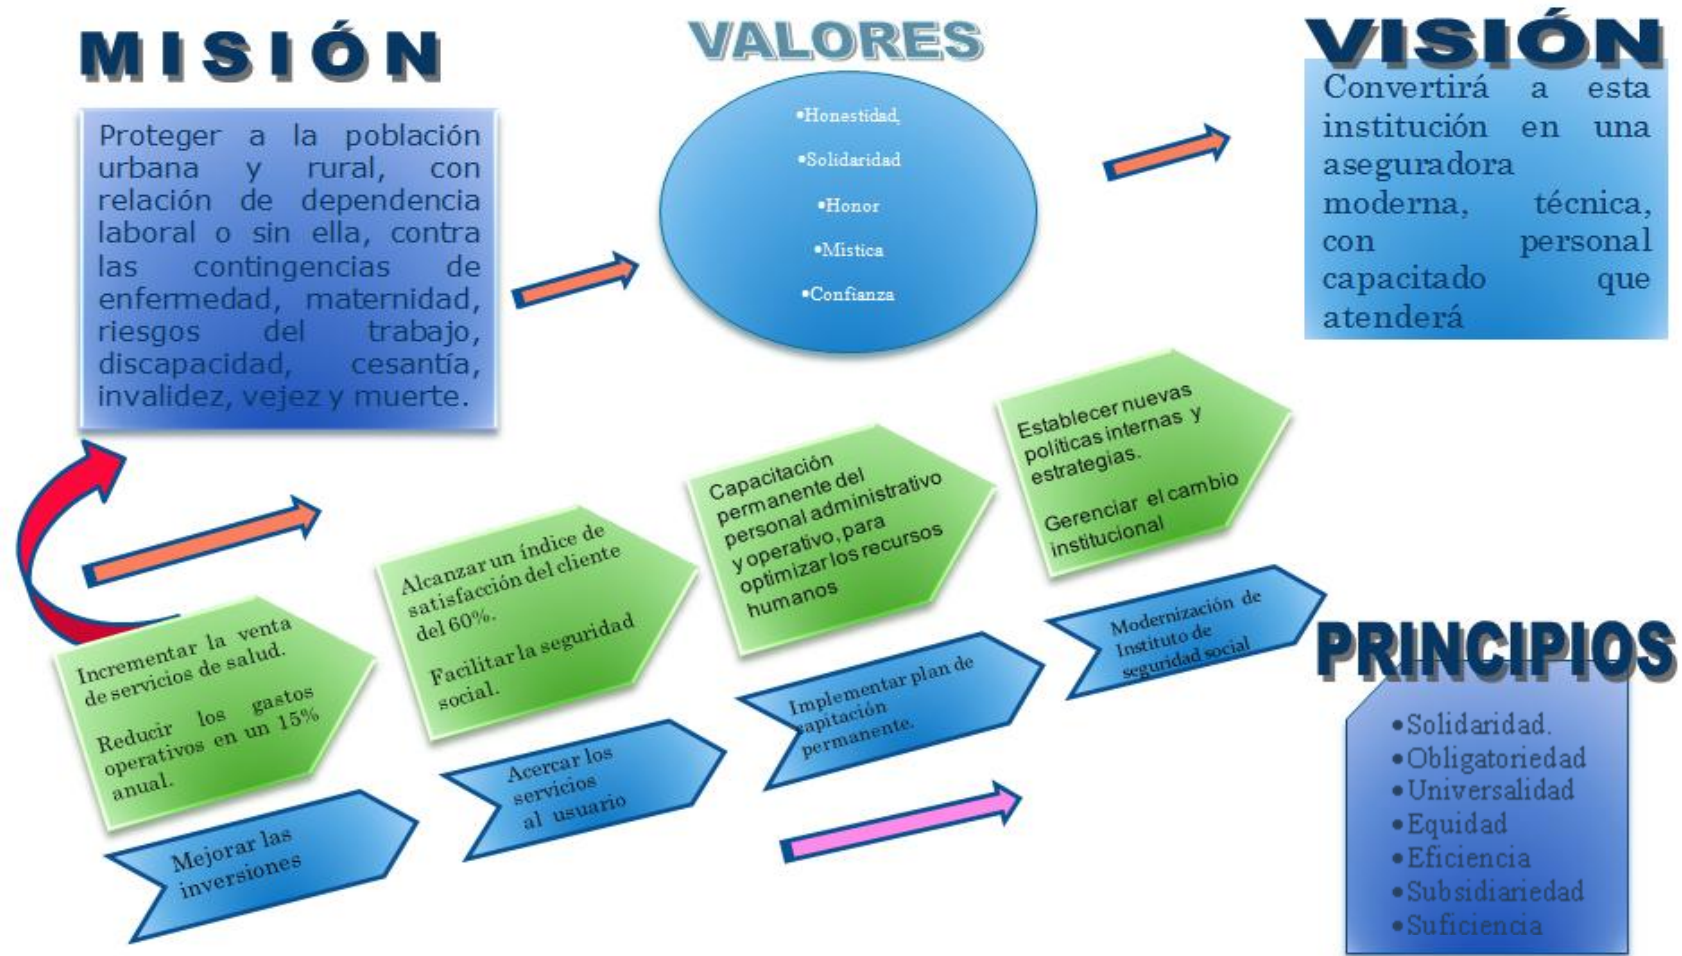 MISIÓN
Proteger a la población
urbana y rural, con
relación de dependencia
laboral o sin ella, contra
las contingencias de
enfermedad, maternidad,
riesgos del trabajo,
discapacidad, cesantía,
invalidez, vejez y muerte.
VALORES
•Honestidad,
•Solidaridad
•Honor
•Mistica
•Confianza
VISIÓN
Convertirá a esta
institución en una
aseguradora
moderna, técnica,
con personal
capacitado que
atenderá
Incrementar la venta
de servicios de salud.
Reducir los gastos
operativos en un 15%
anual.
Alcanzar un índice de
satisfacción del cliente
del 60%.
Facilitar la seguridad
social.
Capacitación
permanente del
personal administrativo
y operativo, para
optimizar los recursos
humanos
Establecer nuevas
políticas internas y
estrategias.
Gerenciar el cambio
institucional
Mejorar las
inversiones
Acercar los
servicios
al usuario
Implementar plan de
capitación
permanente.
Modernización de
Instituto de
seguridad social
PRINCIPIOS
•Solidaridad.
•Obligatoriedad
•Universalidad
•Equidad
•Eficiencia
•Subsidiariedad
•Suficiencia